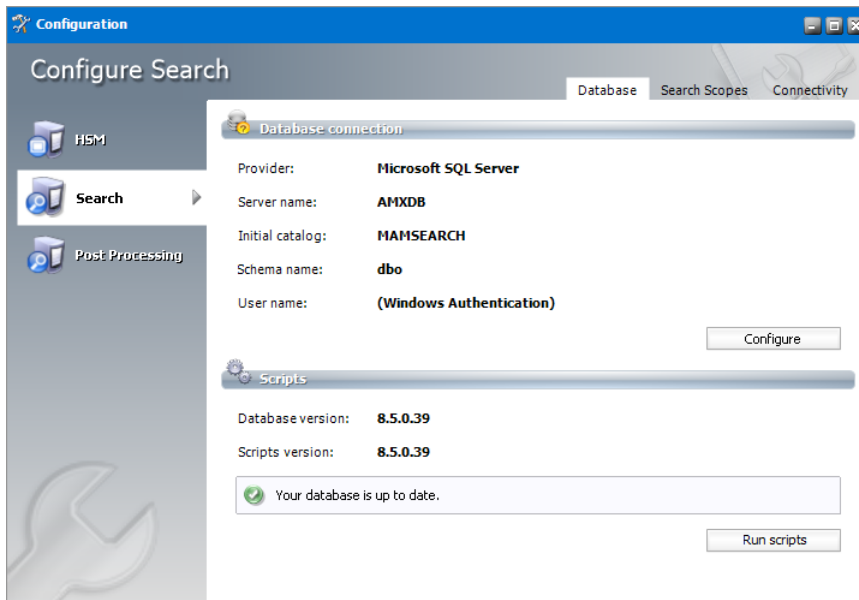 Configuration
Configure Search
Database Search Scopes Connectivity
HSM
Search
Post Processing
Database connection
Provider: Microsoft SQL Server
Server name: AMXDB
Initial catalog: MAMSEARCH
Schema name: dbo
User name: (Windows Authentication)
Configure
Scripts
Database version: 8.5.0.39
Scripts version: 8.5.0.39
Your database is up to date.
Run scripts